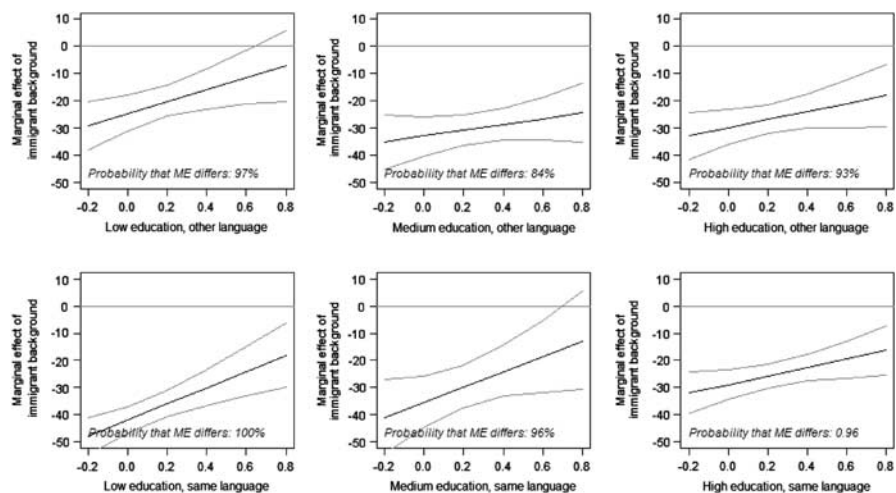 Marginal effect of
immigrant background
10
0
-10
-20
-30
-40
-50
Probability that ME differs: 97%
-0.2 0.0 0.2 0.4 0.6 0.8
Low education, other language
Marginal effect of
immigrant background
10
0
-10
-20
-30
-40
-50
Probability that ME differs: 84%
-0.2 0.0 0.2 0.4 0.6 0.8
Medium education, other language
Marginal effect of
immigrant background
10
0
-10
-20
-30
-40
-50
Probability that ME differs: 93%
-0.2 0.0 0.2 0.4 0.6 0.8
High education, other language
Marginal effect of
immigrant background
10
0
-10
-20
-30
-40
-50
Probability that ME differs: 100%
-0.2 0.0 0.2 0.4 0.6 0.8
Low education, same language
Marginal effect of
immigrant background
10
0
-10
-20
-30
-40
-50
Probability that ME differs: 96%
-0.2 0.0 0.2 0.4 0.6 0.8
Medium education, same language
Marginal effect of
immigrant background
10
0
-10
-20
-30
-40
-50
Probability that ME differs: 0.96
-0.2 0.0 0.2 0.4 0.6 0.8
High education, same language